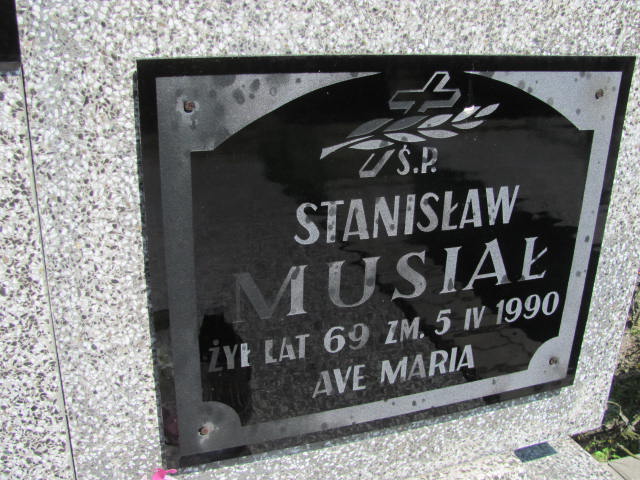 Ś.P.
STANISŁAW
MUSIAŁ
ŻYŁ LAT 69 ZM. 5 IV 1990
AVE MARIA